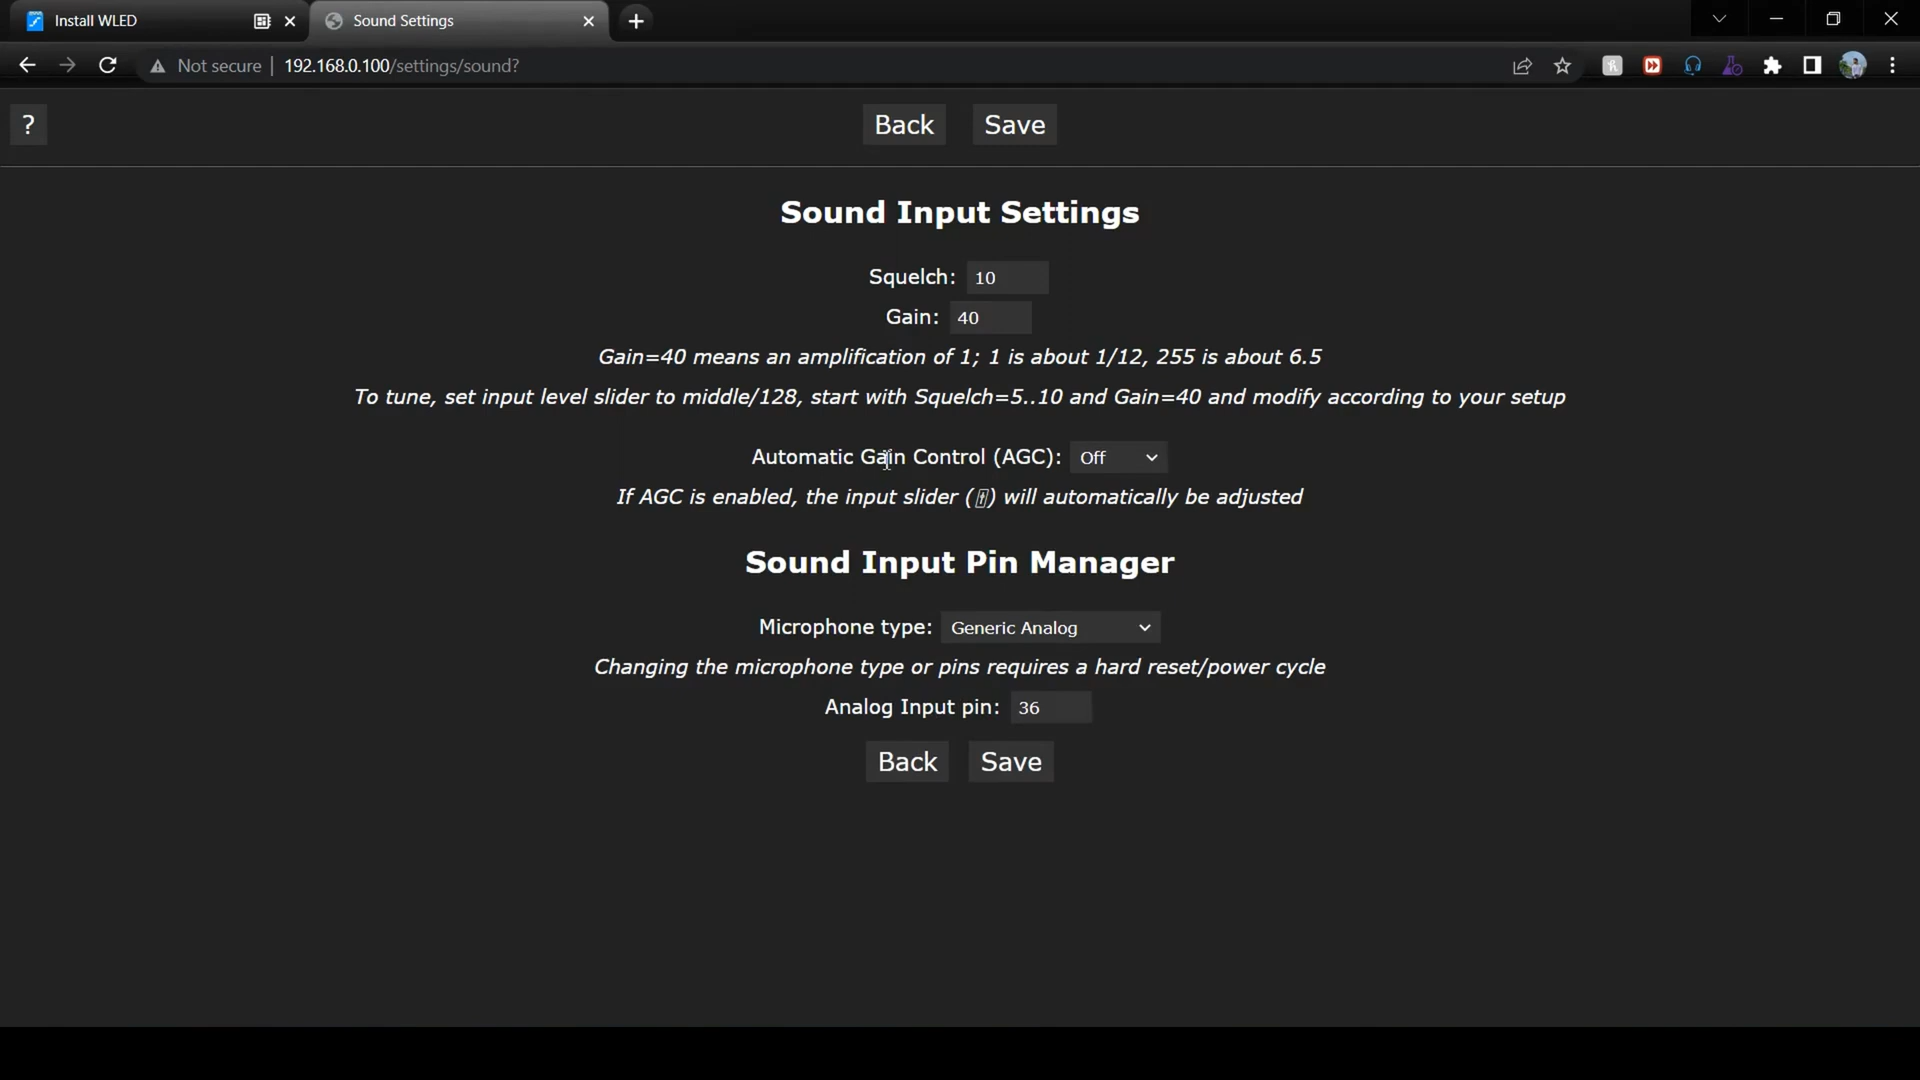 Install WLED
Sound Settings
Not secure 192.168.0.100/settings/sound?
?
Back Save
Sound Input Settings
Squelch: 10
Gain: 40
Gain=40 means an amplification of 1; 1 is about 1/12, 255 is about 6.5
To tune, set input level slider to middle/128, start with Squelch=5..10 and Gain=40 and modify according to your setup
Automatic Gain Control (AGC): Off
If AGC is enabled, the input slider (🎚) will automatically be adjusted
Sound Input Pin Manager
Microphone type: Generic Analog
Changing the microphone type or pins requires a hard reset/power cycle
Analog Input pin: 36
Back Save